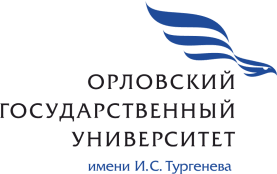 ОРЛОВСКИЙ
ГОСУДАРСТВЕННЫЙ
УНИВЕРСИТЕТ
имени И.С. Тургенева